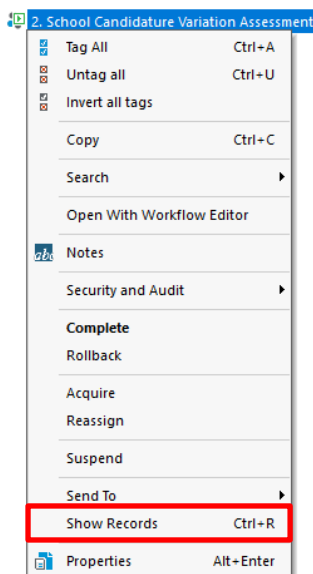 2. School Candidature Variation Assessment
Tag All Ctrl+A
Untag all Ctrl+U
Invert all tags
Copy Ctrl+C
Search
Open With Workflow Editor
abc Notes
Security and Audit
Complete
Rollback
Acquire
Reassign
Suspend
Send To
Show Records Ctrl+R
Properties Alt+Enter